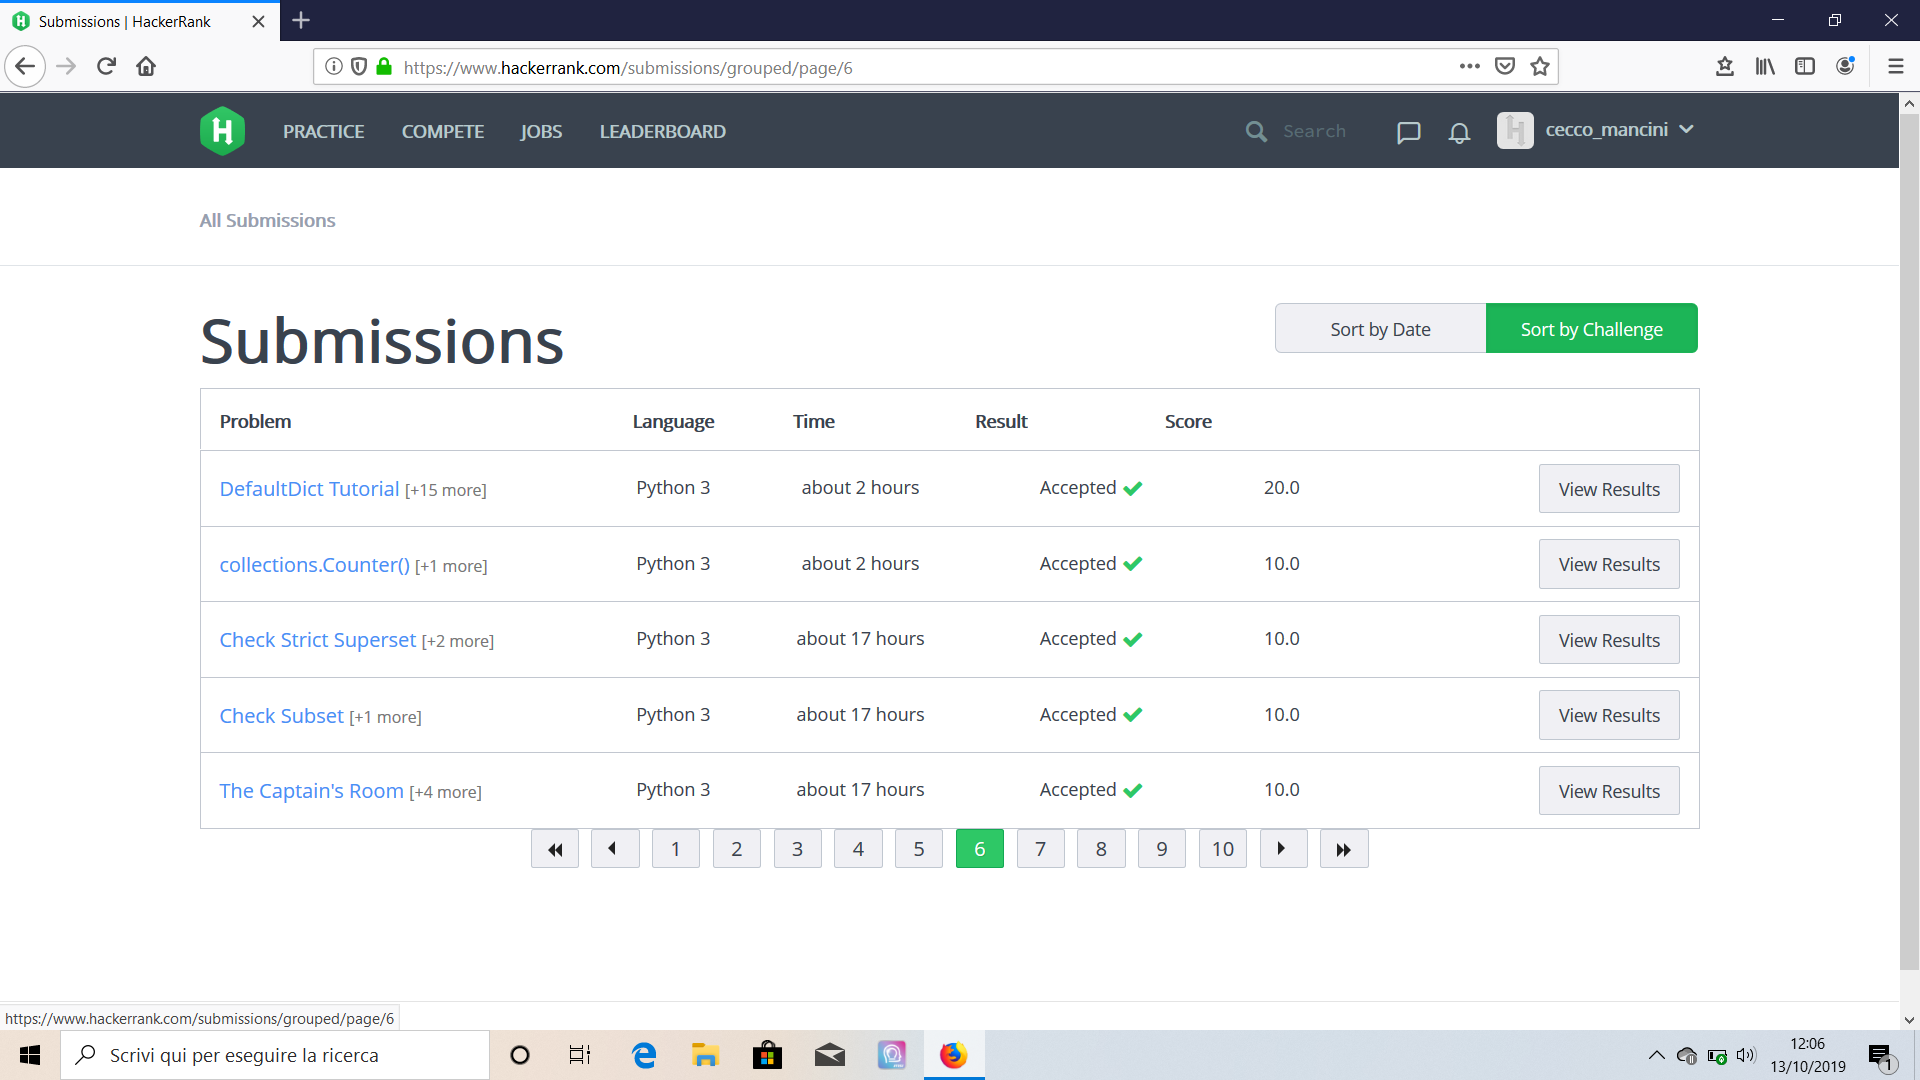 Submissions | HackerRank
https://www.hackerrank.com/submissions/grouped/page/6
PRACTICE COMPETE JOBS LEADERBOARD Search cecco_mancini
All Submissions
Submissions
Sort by Date Sort by Challenge
Problem Language Time Result Score
DefaultDict Tutorial [+15 more] Python 3 about 2 hours Accepted 20.0 View Results
collections.Counter() [+1 more] Python 3 about 2 hours Accepted 10.0 View Results
Check Strict Superset [+2 more] Python 3 about 17 hours Accepted 10.0 View Results
Check Subset [+1 more] Python 3 about 17 hours Accepted 10.0 View Results
The Captain's Room [+4 more] Python 3 about 17 hours Accepted 10.0 View Results
1 2 3 4 5 6 7 8 9 10
https://www.hackerrank.com/submissions/grouped/page/6
Scrivi qui per eseguire la ricerca
12:06
13/10/2019
1